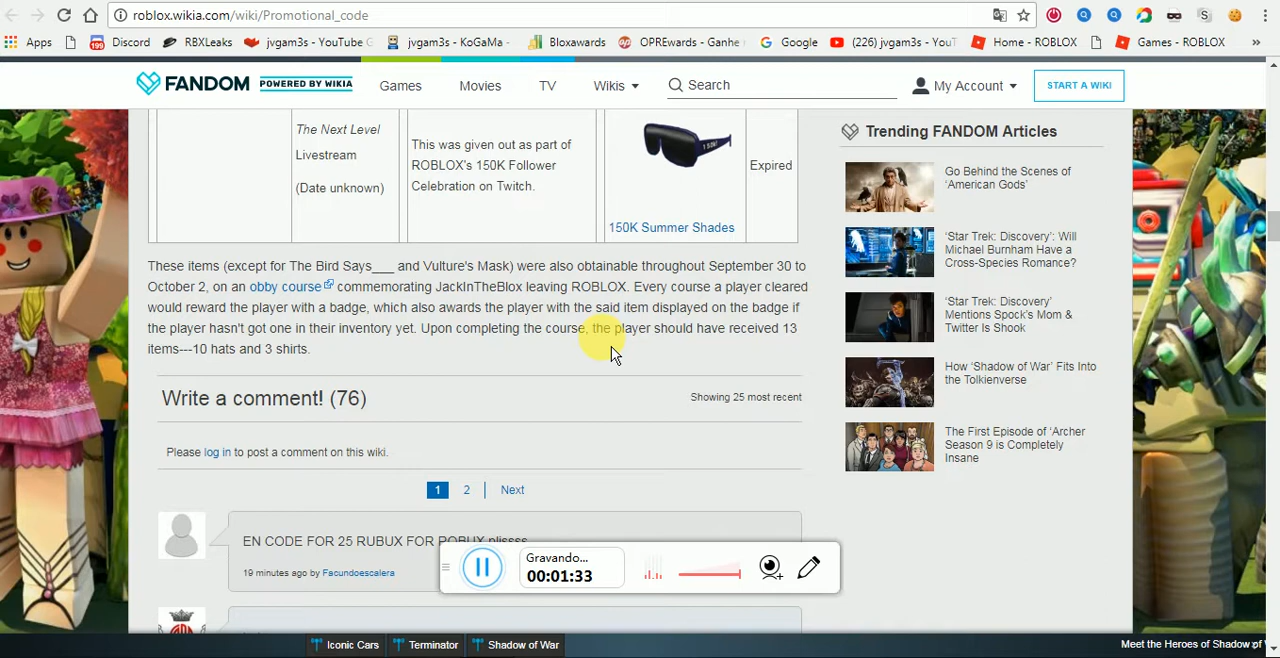 roblox.wikia.com/wiki/Promotional_code
Apps
199
Discord
RBXLeaks
jvgam3s - YouTube G
jvgam3s - KoGaMa -
Bloxawards
OPREwards - Ganhe
Google
(226) jvgam3s - YouT
Home - ROBLOX
Games - ROBLOX
»
FANDOM POWERED BY WIKIA
Games
Movies
TV
Wikis
Search
My Account
START A WIKI
The Next Level
Livestream
(Date unknown)
This was given out as part of
ROBLOX's 150K Follower
Celebration on Twitch.
150K Summer Shades
Expired
These items (except for The Bird Says___ and Vulture's Mask) were also obtainable throughout September 30 to
October 2, on an obby course commemorating JackInTheBlox leaving ROBLOX. Every course a player cleared
would reward the player with a badge, which also awards the player with the said item displayed on the badge if
the player hasn't got one in their inventory yet. Upon completing the course, the player should have received 13
items---10 hats and 3 shirts.
Write a comment! (76)
Showing 25 most recent
Please log in to post a comment on this wiki.
1
2
Next
EN CODE FOR 25 RUBUX FOR ROBUX plissss
19 minutes ago by Facundoescalera
Gravando...
00:01:33
Trending FANDOM Articles
Go Behind the Scenes of
'American Gods'
'Star Trek: Discovery': Will
Michael Burnham Have a
Cross-Species Romance?
'Star Trek: Discovery'
Mentions Spock's Mom &
Twitter Is Shook
How 'Shadow of War' Fits Into
the Tolkienverse
The First Episode of 'Archer
Season 9 is Completely
Insane
Iconic Cars
Terminator
Shadow of War
Meet the Heroes of Shadow of